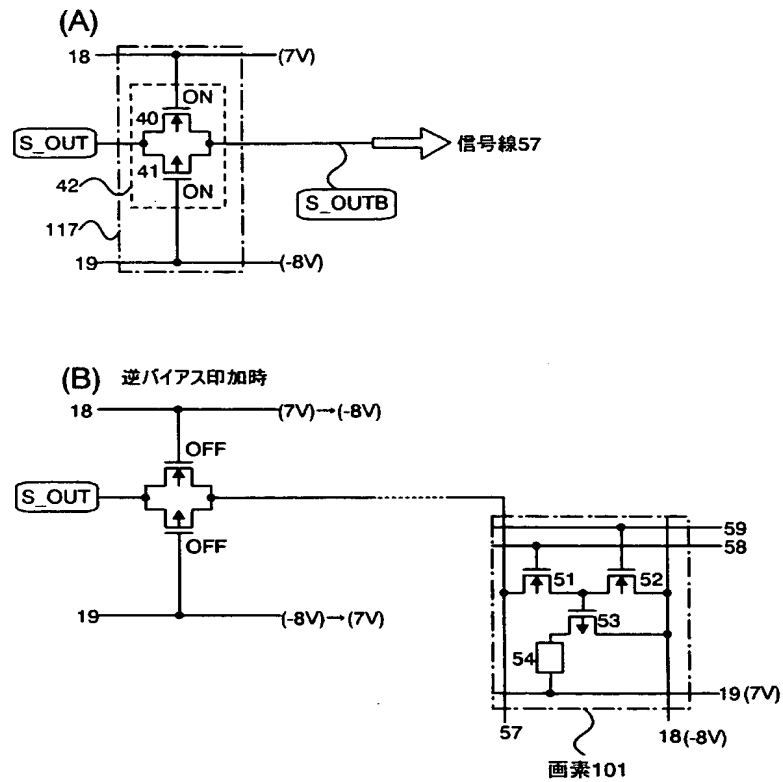 (A)
18
(7V)
ON
40
S_OUT
信号線57
41
42
ON
S_OUTB
117
19
(-8V)
(B) 逆バイアス印加時
18
(7V)→(-8V)
OFF
S_OUT
OFF
59
58
51
52
53
54
19
(-8V)→(7V)
19(7V)
57
18(-8V)
画素101